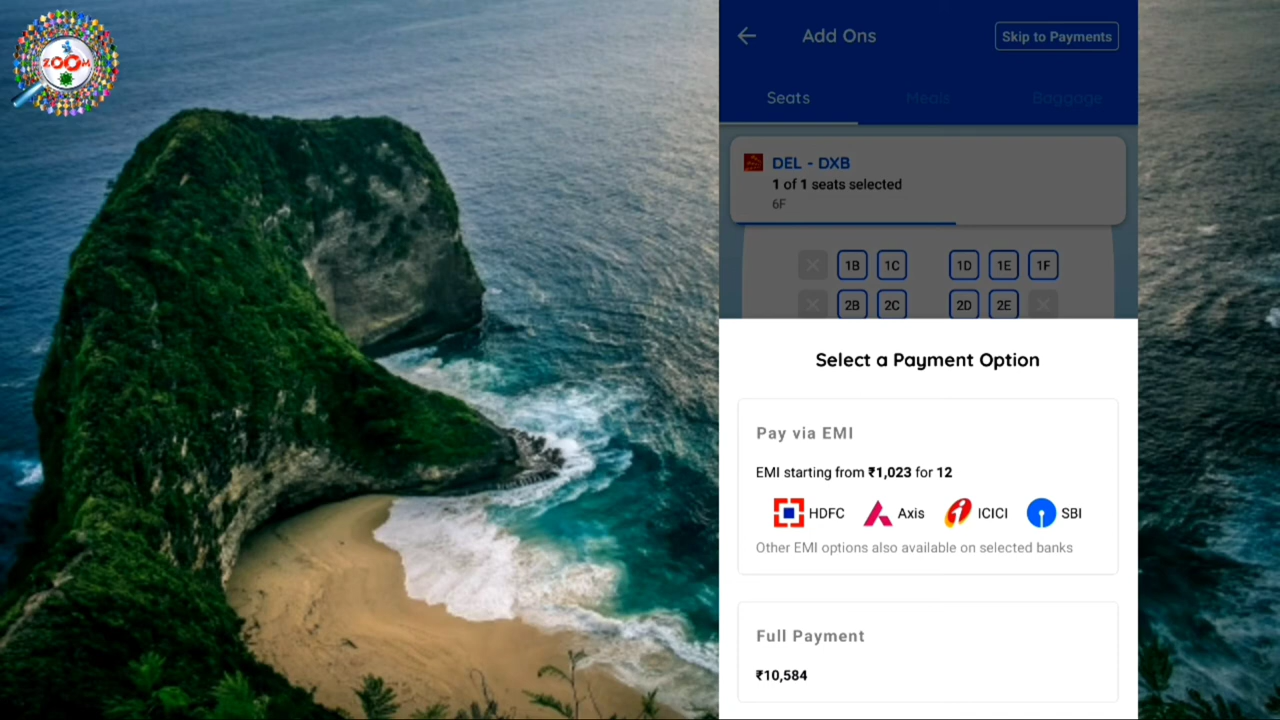 ZOOM
Add Ons
Skip to Payments
Seats
Meals
Baggage
DEL - DXB
1 of 1 seats selected
6F
1B 1C 1D 1E 1F
2B 2C 2D 2E
Select a Payment Option
Pay via EMI
EMI starting from ₹1,023 for 12
HDFC Axis ICICI SBI
Other EMI options also available on selected banks
Full Payment
₹10,584